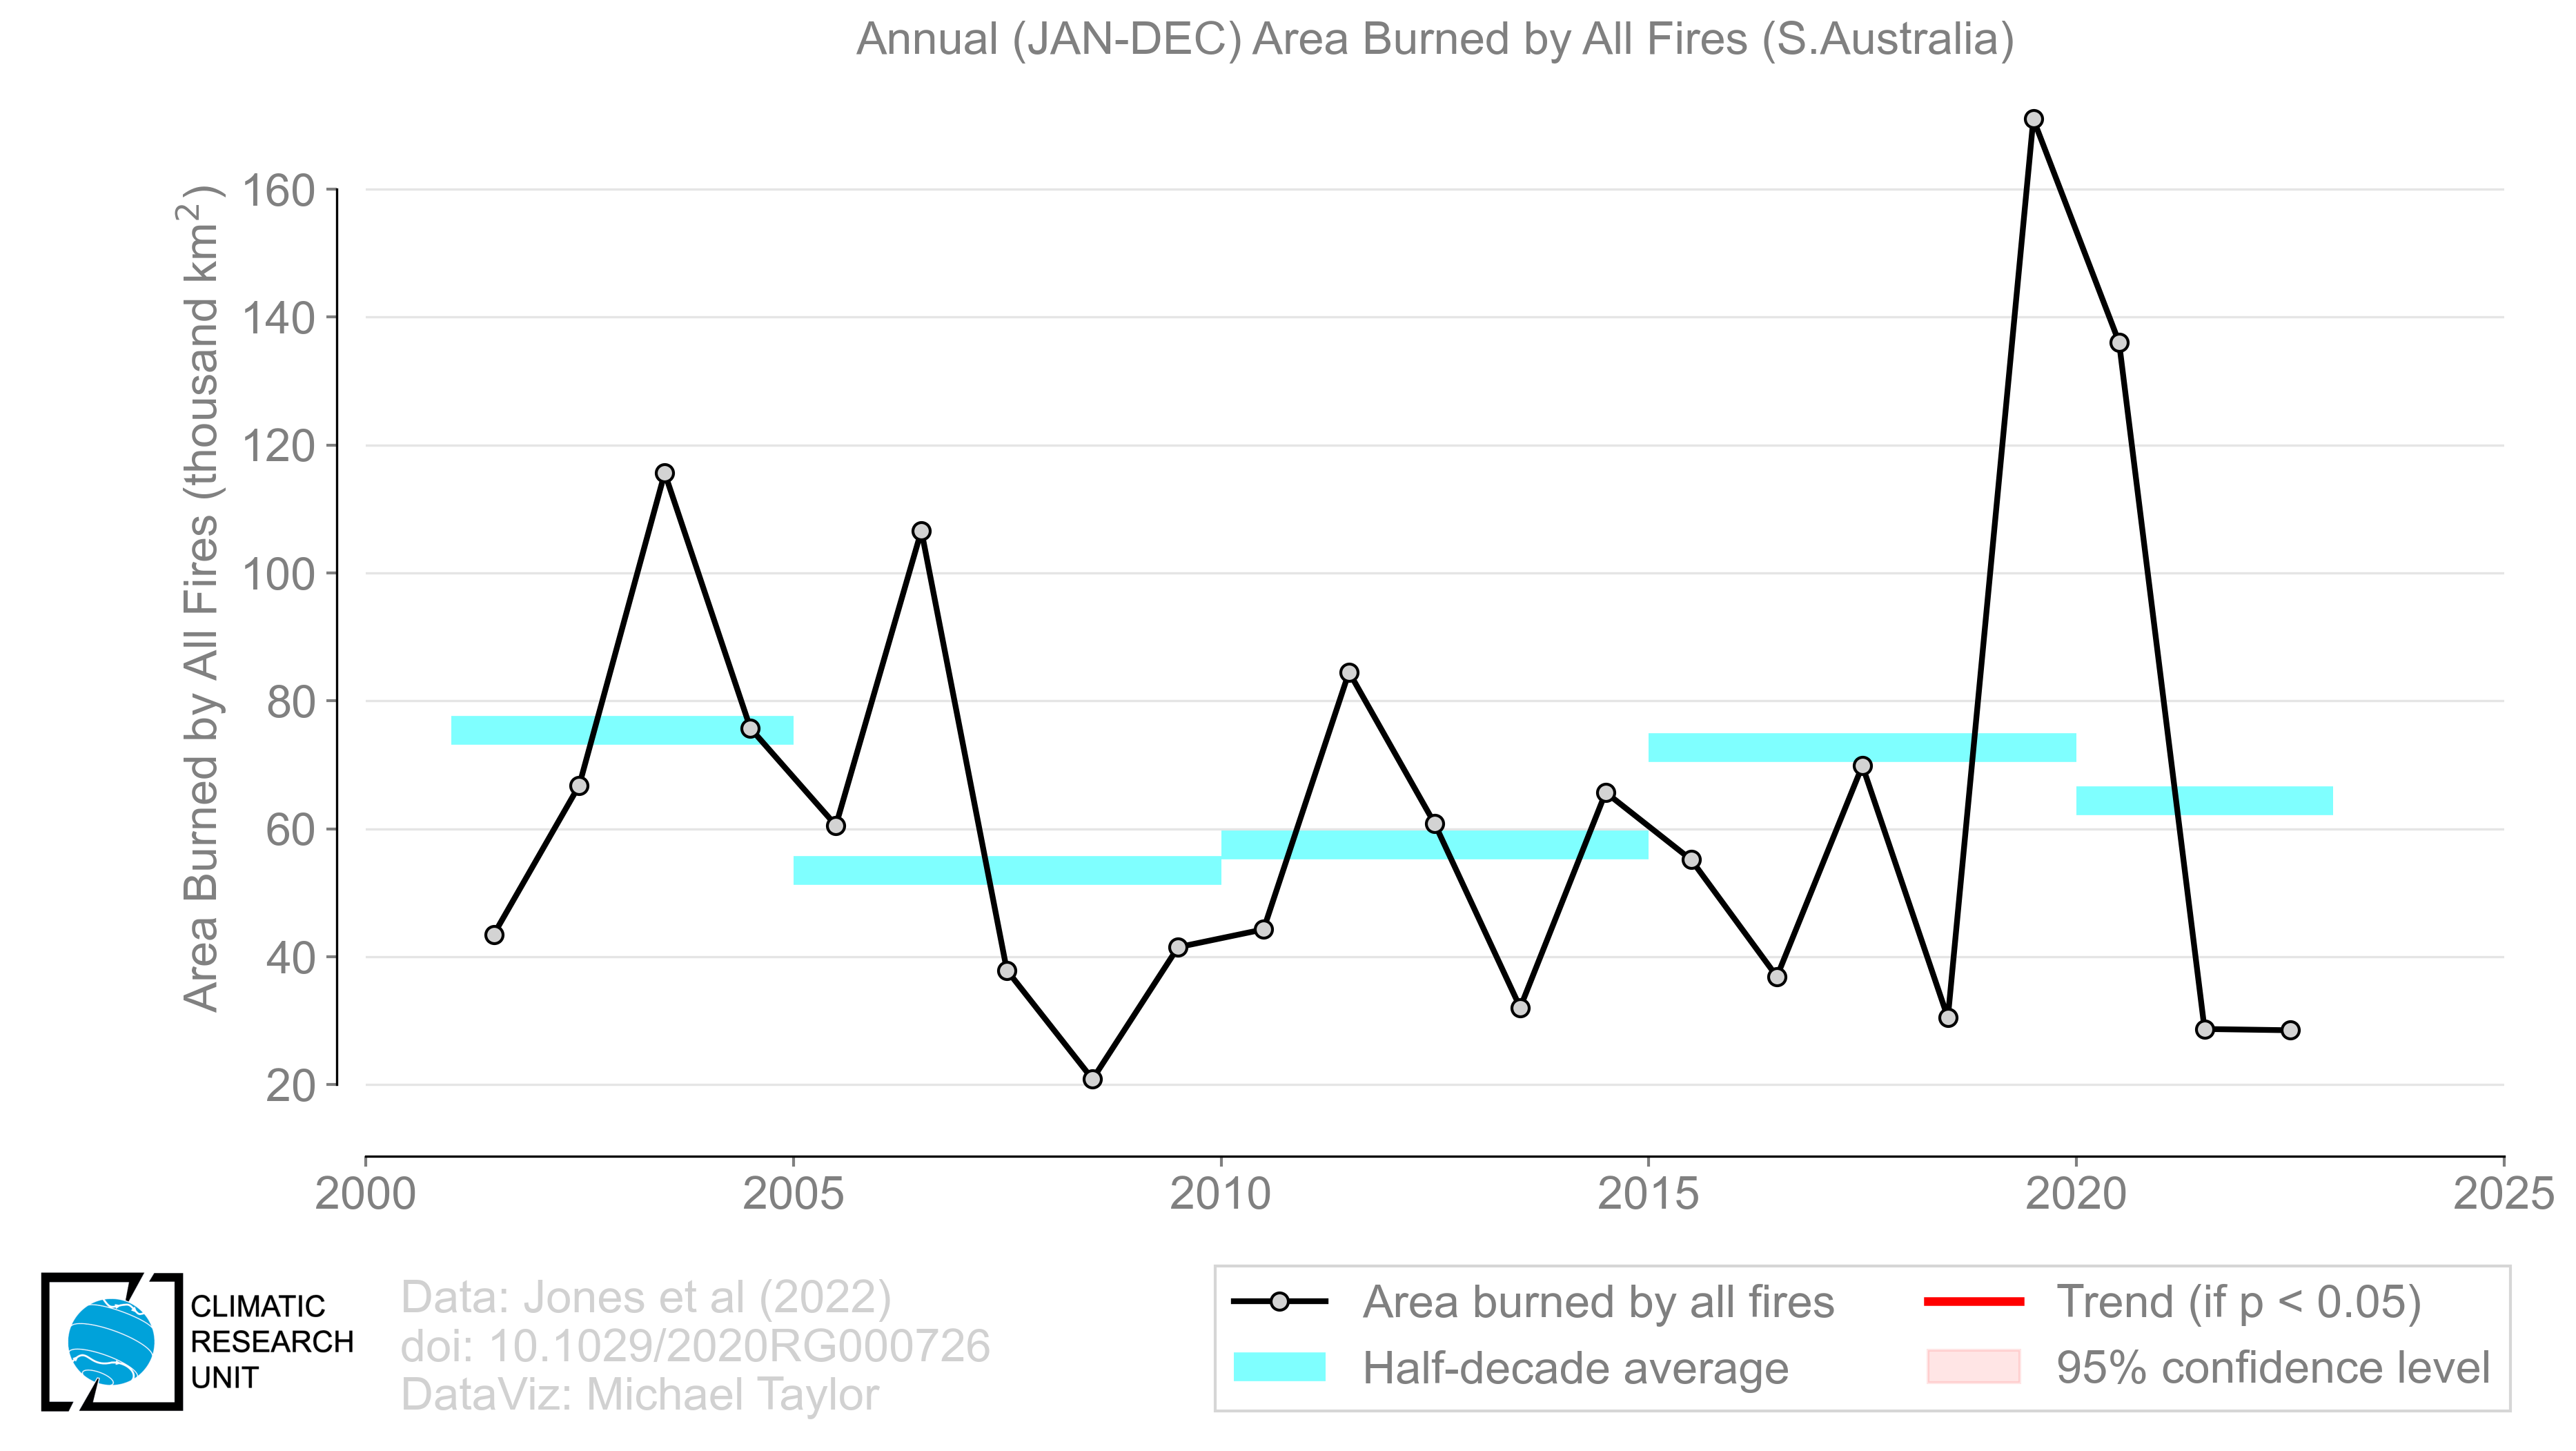 Annual (JAN-DEC) Area Burned by All Fires (S.Australia)
Area Burned by All Fires (thousand km²)
160
140
120
100
80
60
40
20
2000
2005
2010
2015
2020
2025
CLIMATIC
RESEARCH
UNIT
Data: Jones et al (2022)
doi: 10.1029/2020RG000726
DataViz: Michael Taylor
Area burned by all fires
Half-decade average
Trend (if p < 0.05)
95% confidence level